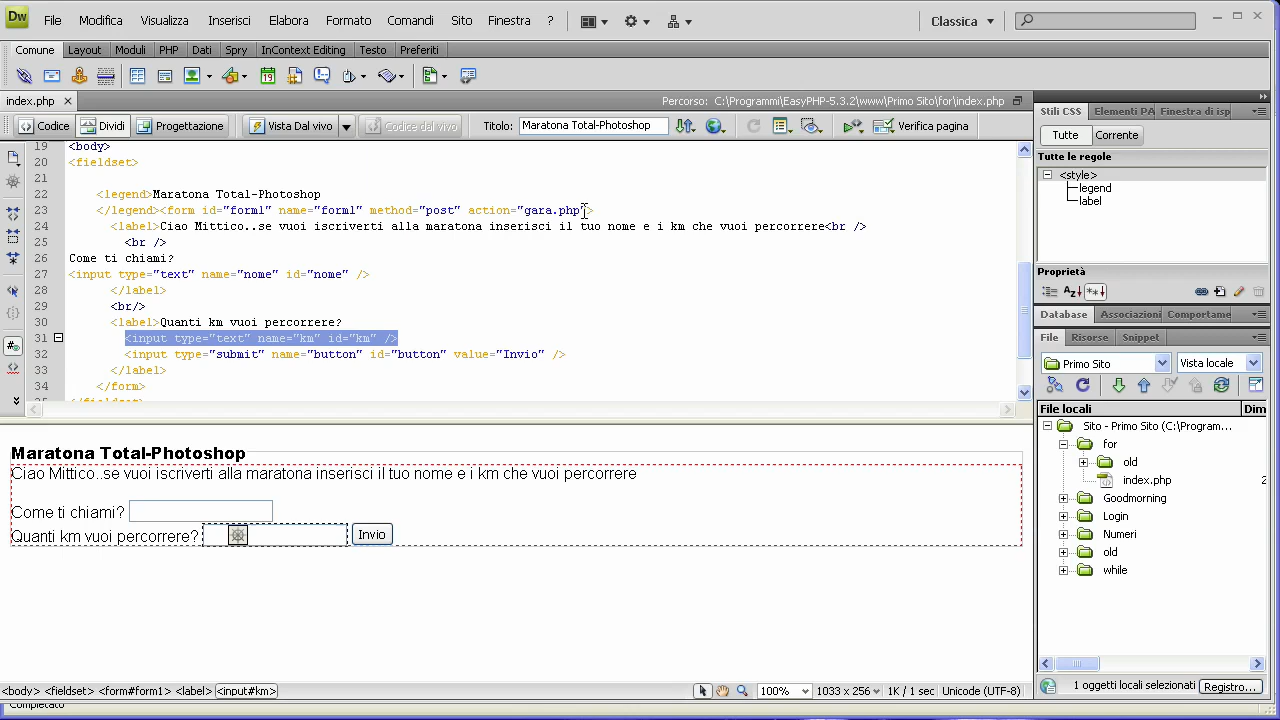 Dw File Modifica Visualizza Inserisci Elabora Formato Comandi Sito Finestra ? Classica
Comune Layout Moduli PHP Dati Spry InContext Editing Testo Preferiti
index.php Percorso: C:\Programmi\EasyPHP-5.3.2\www\Primo Sito\for\index.php
Codice Dividi Progettazione Vista Dal vivo Codice dal vivo Titolo: Maratona Total-Photoshop Verifica pagina
19 <body>
20 <fieldset>
21
22 <legend>Maratona Total-Photoshop
23 </legend><form id="form1" name="form1" method="post" action="gara.php">
24 <label>Ciao Mittico..se vuoi iscriverti alla maratona inserisci il tuo nome e i km che vuoi percorrere<br />
25 <br />
26 Come ti chiami?
27 <input type="text" name="nome" id="nome" />
28 </label>
29 <br/>
30 <label>Quanti km vuoi percorrere?
31 <input type="text" name="km" id="km" />
32 <input type="submit" name="button" id="button" value="Invio" />
33 </label>
34 </form>
Maratona Total-Photoshop
Ciao Mittico..se vuoi iscriverti alla maratona inserisci il tuo nome e i km che vuoi percorrere
Come ti chiami?
Quanti km vuoi percorrere? Invio
<body> <fieldset> <form#form1> <label> <input#km> 100% 1033 x 256 1K / 1 sec Unicode (UTF-8)
Completato
Stili CSS Elementi PA Finestra di isp
Tutte Corrente
Tutte le regole
<style>
legend
label
Proprietà
Az
Database Associazioni Comportame
File Risorse Snippet
Primo Sito Vista locale
File locali Dim
Sito - Primo Sito (C:\Program...
for
old
index.php 2
Goodmorning
Login
Numeri
old
while
1 oggetti locali selezionati Registro...